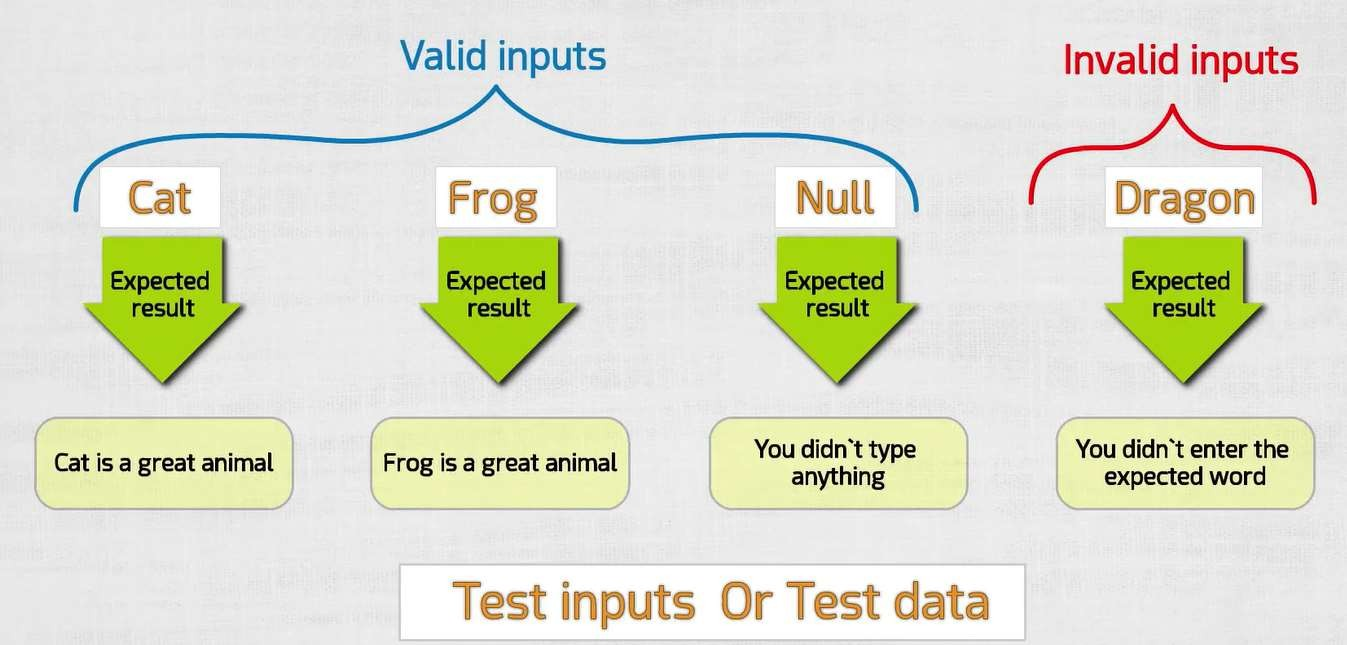 Valid inputs
Invalid inputs
Cat
Frog
Null
Dragon
Expected
result
Expected
result
Expected
result
Expected
result
Cat is a great animal
Frog is a great animal
You didn`t type
anything
You didn`t enter the
expected word
Test inputs Or Test data